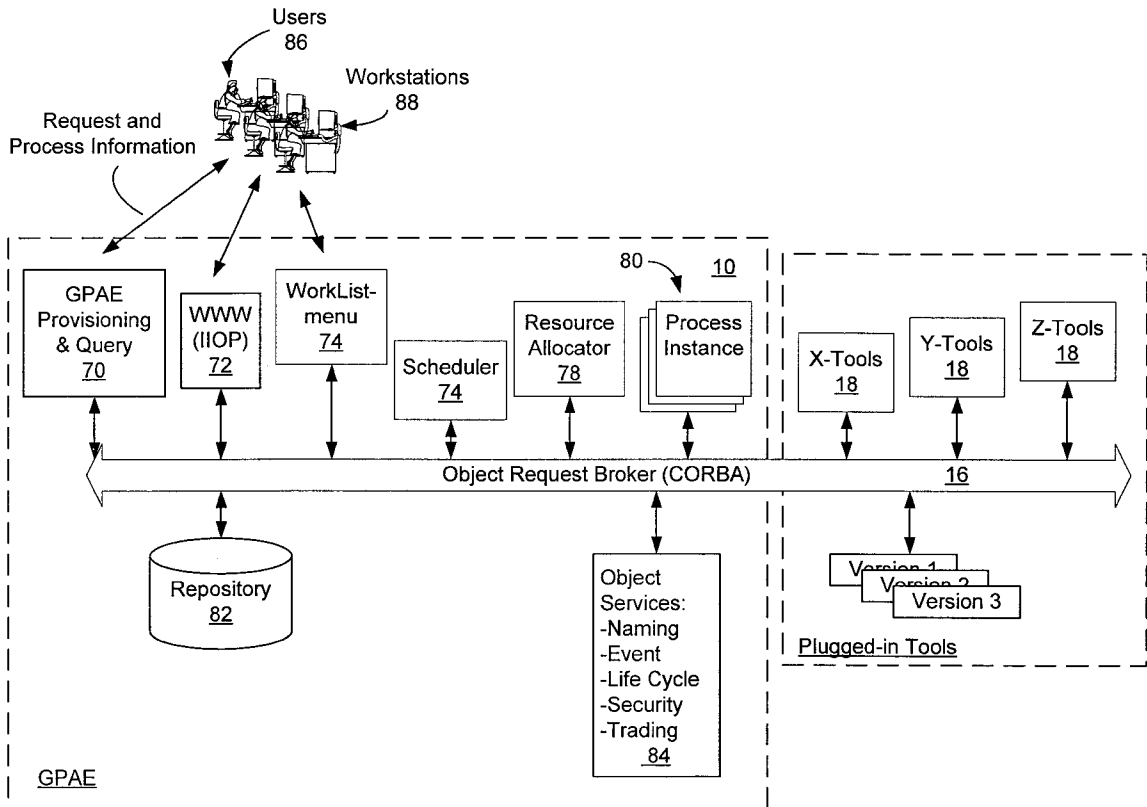 Users
86
Workstations
88
Request and
Process Information
80
10
GPAE
Provisioning
& Query
70
WWW
(IIOP)
72
WorkList-
menu
74
Scheduler
74
Resource
Allocator
78
Process
Instance
X-Tools
18
Y-Tools
18
Z-Tools
18
Object Request Broker (CORBA)
16
Repository
82
Object
Services:
-Naming
-Event
-Life Cycle
-Security
-Trading
84
Version 1
Version 2
Version 3
Plugged-in Tools
GPAE